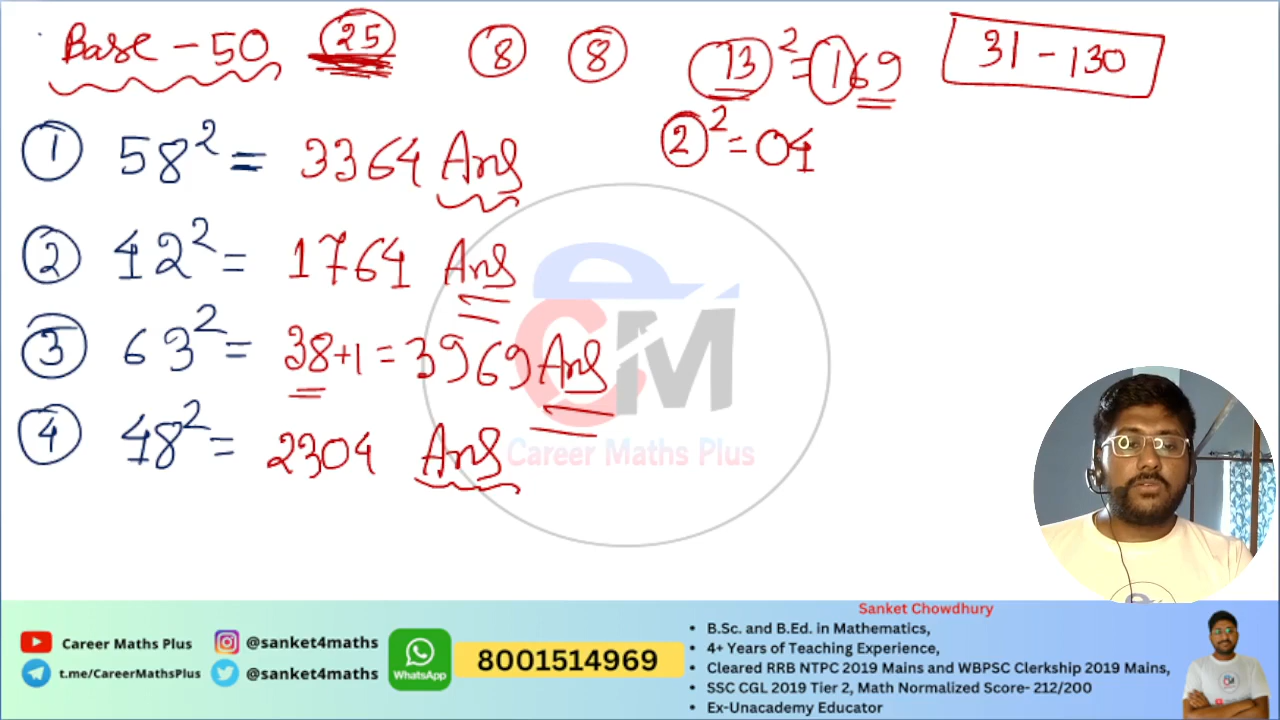 Base - 50 25 8 8 13² = 169 31 - 130
2² = 04
1 58² = 3364 Ans
2 42² = 1764 Ans
3 63² = 38+1 = 3969 Ans
4 48² = 2304 Ans
CM
Career Maths Plus
Sanket Chowdhury
Career Maths Plus
@sanket4maths
t.me/CareerMathsPlus
@sanket4maths
WhatsApp
8001514969
• B.Sc. and B.Ed. in Mathematics,
• 4+ Years of Teaching Experience,
• Cleared RRB NTPC 2019 Mains and WBPSC Clerkship 2019 Mains,
• SSC CGL 2019 Tier 2, Math Normalized Score- 212/200
• Ex-Unacademy Educator